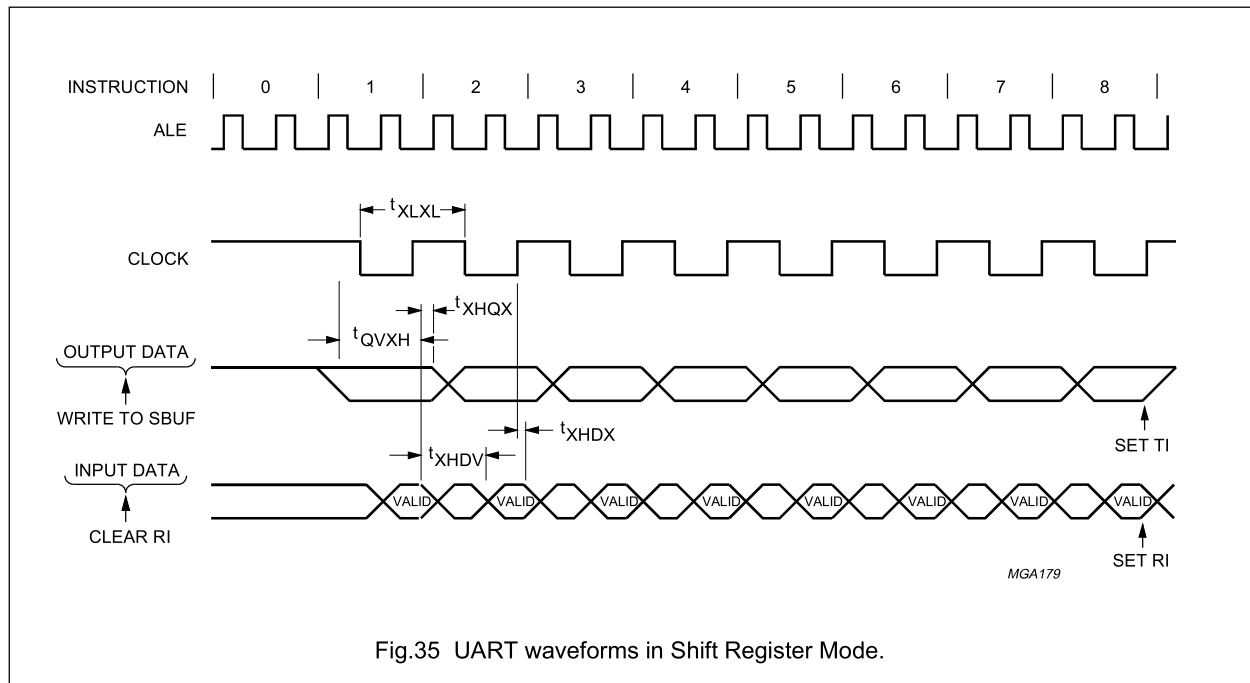 INSTRUCTION 0 1 2 3 4 5 6 7 8
ALE
tXLXL
CLOCK
tXHQX
tQVXH
OUTPUT DATA
WRITE TO SBUF
SET TI
tXHDX
tXHDV
INPUT DATA
VALID VALID VALID VALID VALID VALID VALID VALID
CLEAR RI
SET RI
MGA179
Fig.35 UART waveforms in Shift Register Mode.